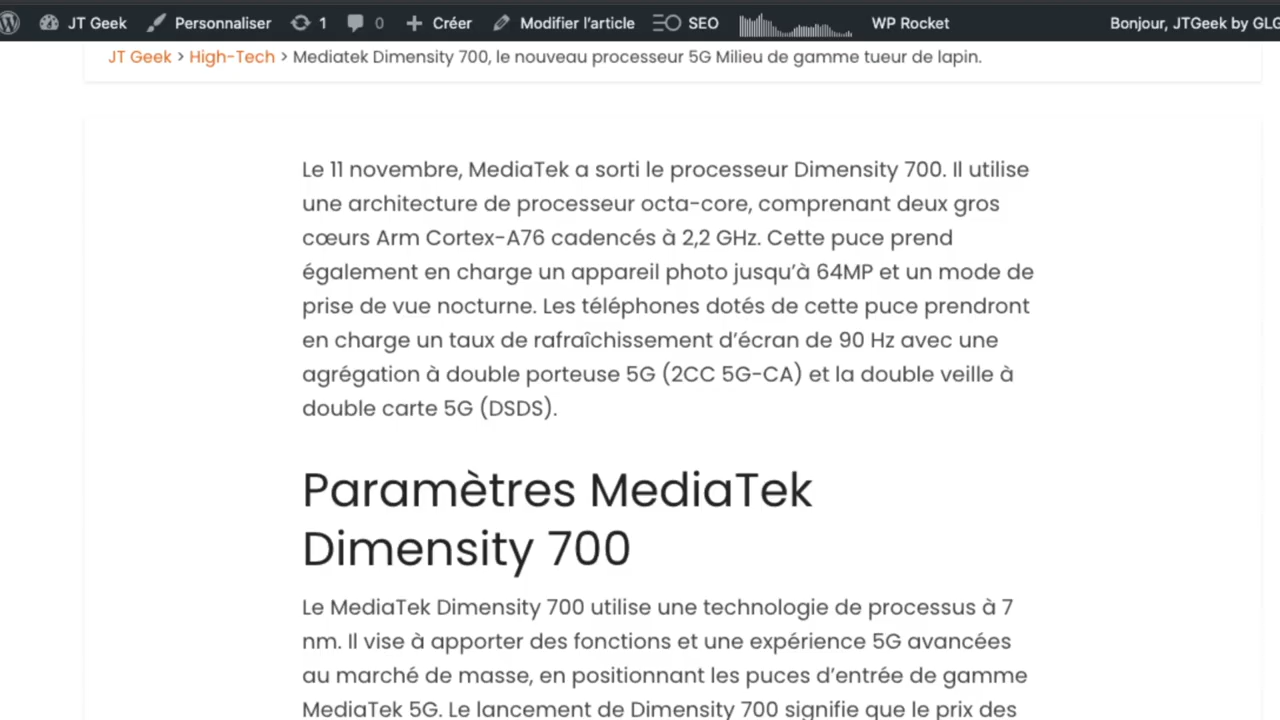 JT Geek Personnaliser 1 0 Créer Modifier l'article SEO WP Rocket Bonjour, JTGeek by GLG
JT Geek > High-Tech > Mediatek Dimensity 700, le nouveau processeur 5G Milieu de gamme tueur de lapin.
Le 11 novembre, MediaTek a sorti le processeur Dimensity 700. Il utilise
une architecture de processeur octa-core, comprenant deux gros
cœurs Arm Cortex-A76 cadencés à 2,2 GHz. Cette puce prend
également en charge un appareil photo jusqu'à 64MP et un mode de
prise de vue nocturne. Les téléphones dotés de cette puce prendront
en charge un taux de rafraîchissement d'écran de 90 Hz avec une
agrégation à double porteuse 5G (2CC 5G-CA) et la double veille à
double carte 5G (DSDS).
Paramètres MediaTek
Dimensity 700
Le MediaTek Dimensity 700 utilise une technologie de processus à 7
nm. Il vise à apporter des fonctions et une expérience 5G avancées
au marché de masse, en positionnant les puces d'entrée de gamme
MediaTek 5G. Le lancement de Dimensity 700 signifie que le prix des